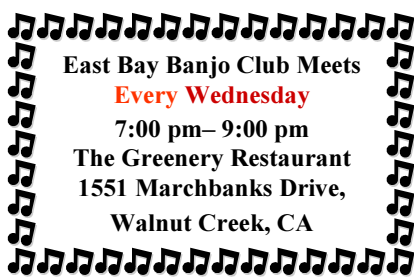 East Bay Banjo Club Meets
Every Wednesday
7:00 pm– 9:00 pm
The Greenery Restaurant
1551 Marchbanks Drive,
Walnut Creek, CA